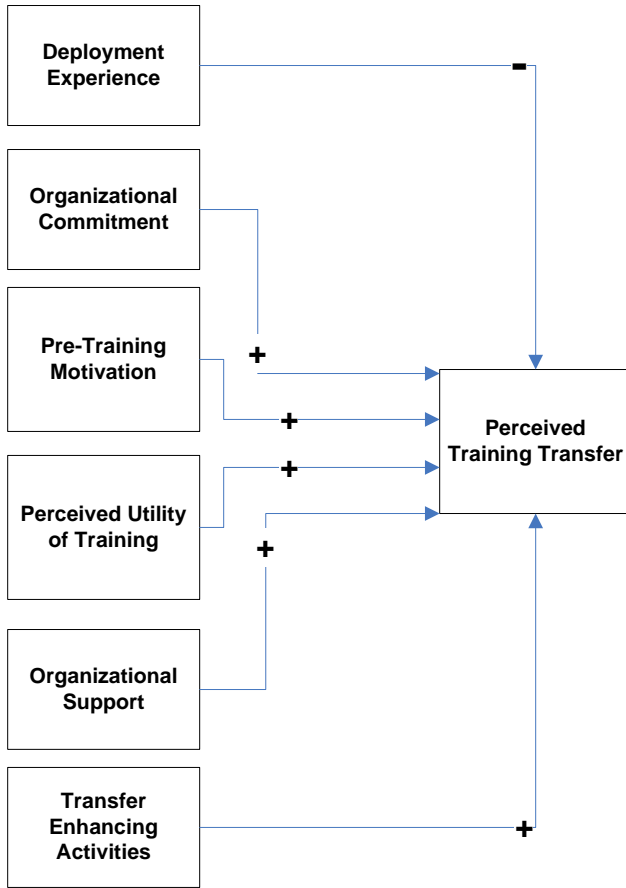 Deployment
Experience
-
Organizational
Commitment
+
Pre-Training
Motivation
+
Perceived
Training Transfer
Perceived Utility
of Training
+
+
Organizational
Support
Transfer
Enhancing
Activities
+